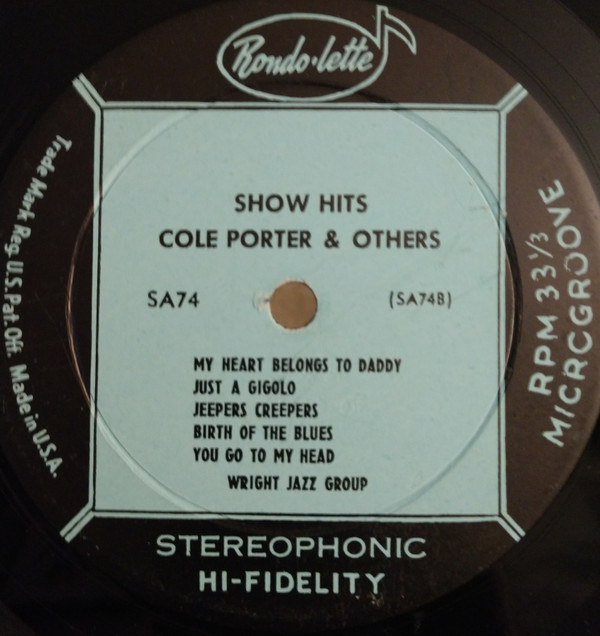 Rondo-lette
SHOW HITS
COLE PORTER & OTHERS
SA74 (SA74B)
MY HEART BELONGS TO DADDY
JUST A GIGOLO
JEEPERS CREEPERS
BIRTH OF THE BLUES
YOU GO TO MY HEAD
WRIGHT JAZZ GROUP
STEREOPHONIC
HI-FIDELITY
Trade Mark Reg. U.S. Pat. Off. Made in U.S.A.
RPM 33 1/3
MICROGROOVE